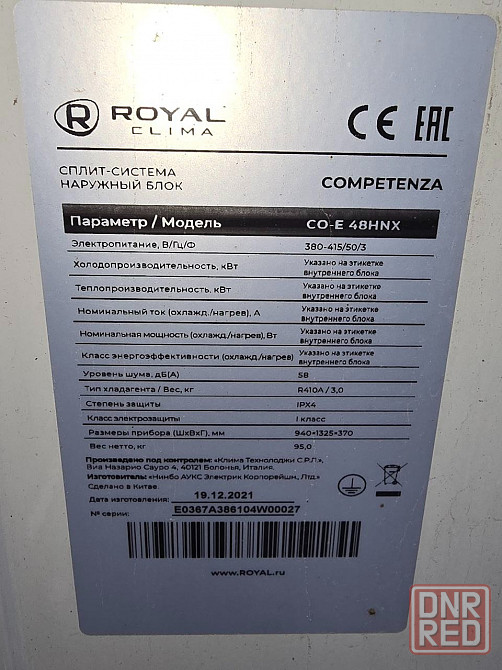 ROYAL
CLIMA
CE EAC
СПЛИТ-СИСТЕМА
НАРУЖНЫЙ БЛОК
COMPETENZA
Параметр / Модель CO-E 48HNX
Электропитание, В/Гц/Ф 380-415/50/3
Холодопроизводительность, кВт Указано на этикетке внутреннего блока
Теплопроизводительность, кВт Указано на этикетке внутреннего блока
Номинальный ток (охлажд./нагрев), А Указано на этикетке внутреннего блока
Номинальная мощность (охлажд./нагрев), Вт Указано на этикетке внутреннего блока
Класс энергоэффективности (охлажд./нагрев) Указано на этикетке внутреннего блока
Уровень шума, дБ(А) 58
Тип хладагента / Вес, кг R410A / 3,0
Степень защиты IPX4
Класс электрозащиты I класс
Размеры прибора (ШхВхГ), мм 940×1325×370
Вес нетто, кг 95,0
Произведено под контролем: «Клима Технолоджи С.Р.Л»,
Виа Назарио Сауро 4, 40121 Болонья, Италия.
Изготовитель: «Нинбо АУКС Электрик Корпорейшн, Лтд.»
Сделано в Китае.
Дата изготовления: 19.12.2021
№ серии: E0367A386104W00027
www.ROYAL.ru
DNR
RED